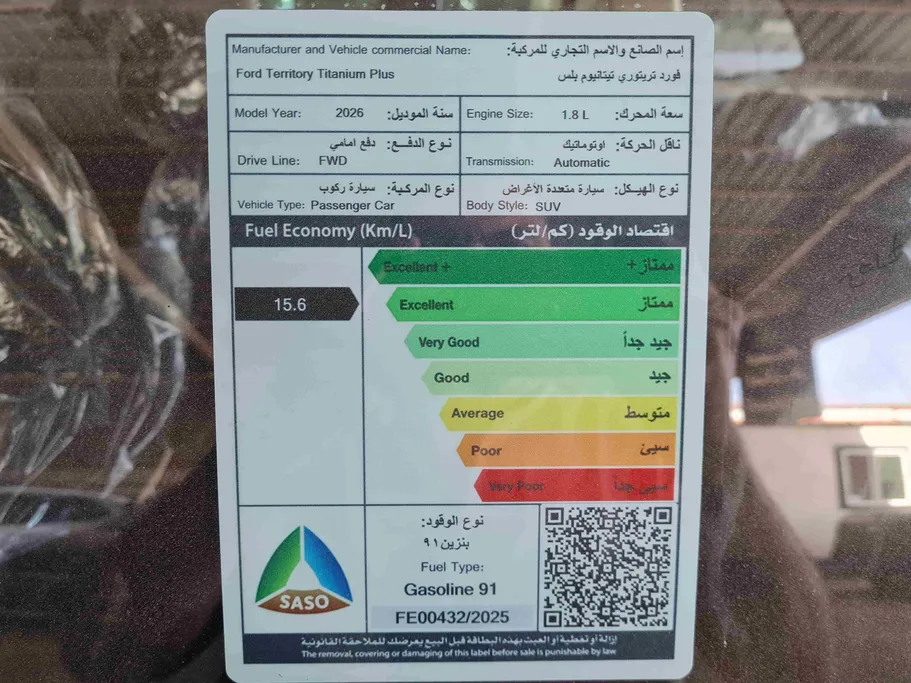 Manufacturer and Vehicle commercial Name: إسم الصانع والاسم التجاري للمركبة:
Ford Territory Titanium Plus فورد تريتوري تيتانيوم بلس
Model Year: 2026 سنة الموديل:
Engine Size: 1.8 L سعة المحرك:
نوع الدفع: دفع امامي
Drive Line: FWD
ناقل الحركة: اوتوماتيك
Transmission: Automatic
نوع المركبة: سيارة ركوب
Vehicle Type: Passenger Car
نوع الهيكل: سيارة متعددة الأغراض
Body Style: SUV
Fuel Economy (Km/L) اقتصاد الوقود (كم/لتر)
Excellent + ممتاز +
15.6
Excellent ممتاز
Very Good جيد جداً
Good جيد
Average متوسط
Poor سيئ
Very Poor سيئ جداً
SASO
نوع الوقود:
بنزين ٩١
Fuel Type:
Gasoline 91
FE00432/2025
إزالة أو تغطية أو العبث بهذه البطاقة قبل البيع يعرضك للملاحقة القانونية
The removal, covering or damaging of this label before sale is punishable by law